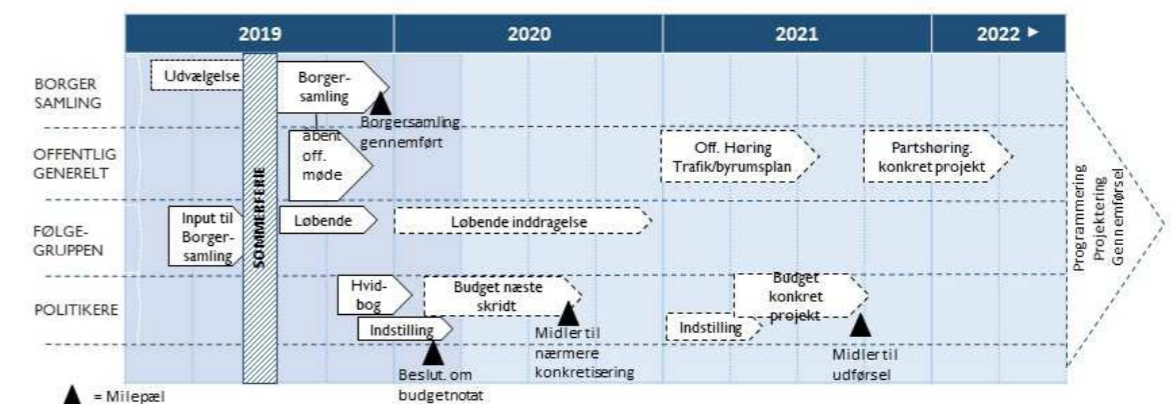 2019
2020
2021
2022 ►
BORGER
SAMLING
Udvælgelse
SOMMERFERIE
Borger-
samling
Borgersamling
gennemført
OFFENTLIG
GENERELT
åbent
off.
møde
Off. Høring
Trafik/byrumsplan
Partshøring.
konkret projekt
FØLGE-
GRUPPEN
Input til
Borger-
samling
Løbende
Løbende inddragelse
POLITIKERE
Hvid-
bog
Indstilling
Budget næste
skridt
Beslut. om
budgetnotat
Midler til
nærmere
konkretisering
Indstilling
Budget
konkret
projekt
Midler til
udførsel
Programmering
Projektering
Gennemførsel
▲ = Milepæl